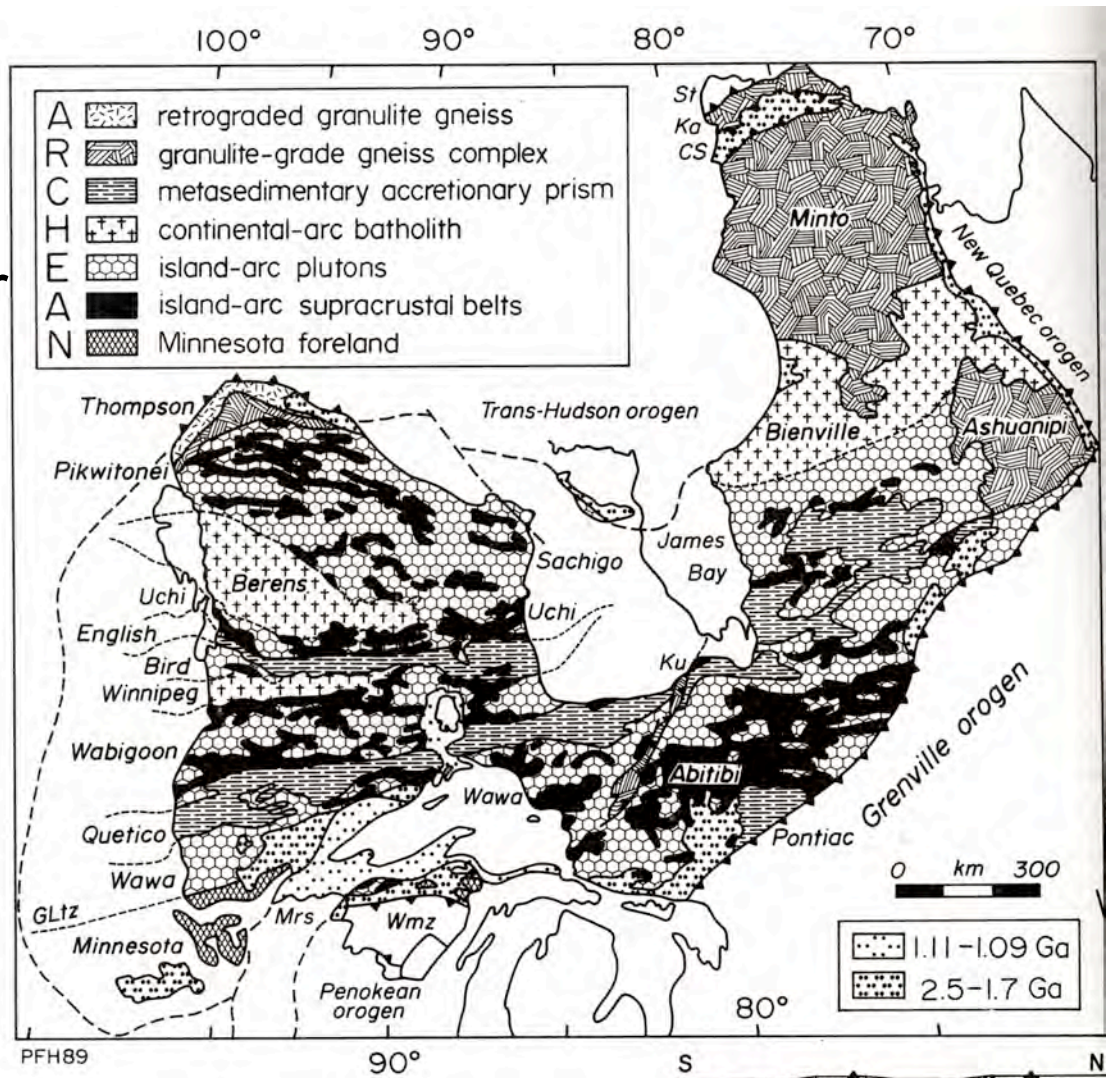 100° 90° 80° 70°
A retrograded granulite gneiss
R granulite-grade gneiss complex
C metasedimentary accretionary prism
H continental-arc batholith
E island-arc plutons
A island-arc supracrustal belts
N Minnesota foreland
St
Ka
CS
Minto
New Quebec orogen
Thompson
Trans-Hudson orogen
Bienville
Ashuanipi
Pikwitonei
James
Bay
Sachigo
Berens
Uchi
Uchi
English
Bird
Ku
Winnipeg
Wabigoon
Abitibi
Grenville orogen
Wawa
Quetico
Pontiac
Wawa
0 km 300
GLtz
Mrs
Wmz
Minnesota
1.11–1.09 Ga
2.5–1.7 Ga
Penokean
orogen
80°
PFH89
90°
S
N